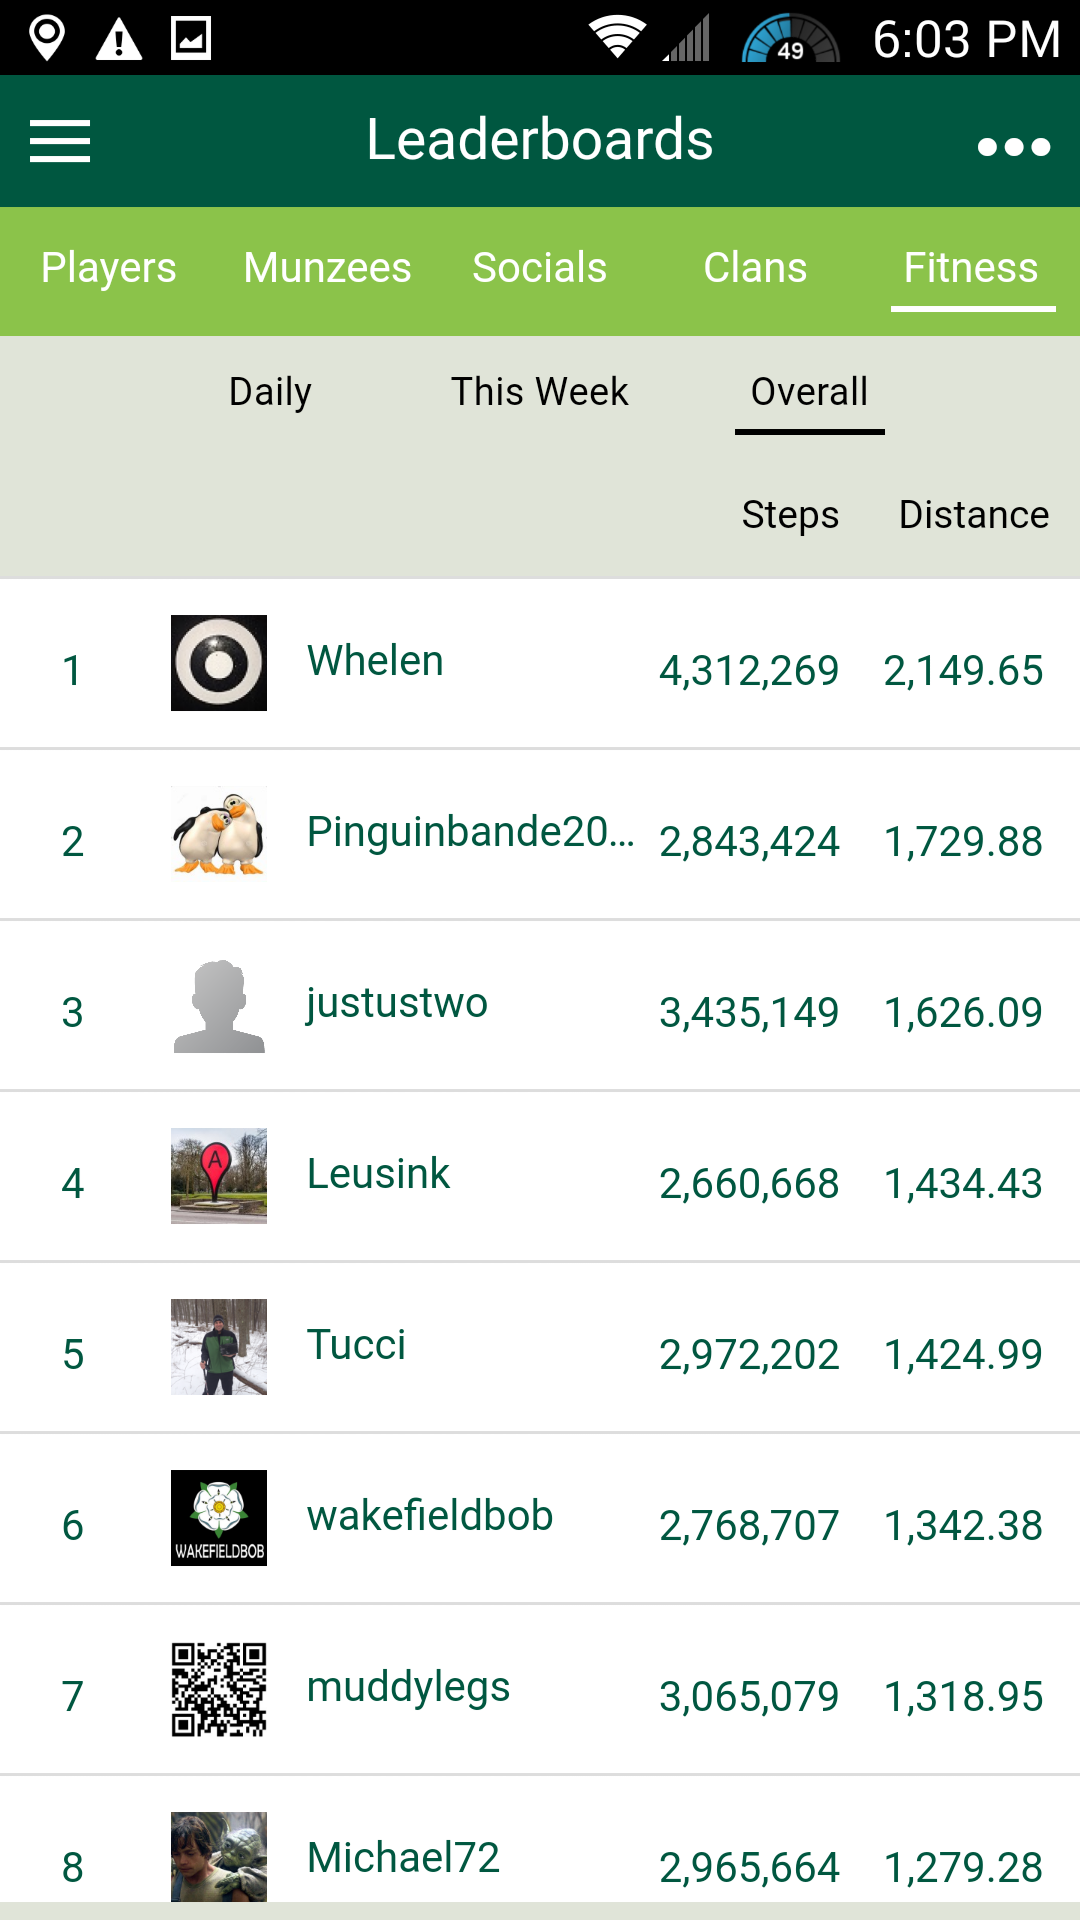 49 6:03 PM
Leaderboards
Players Munzees Socials Clans Fitness
Daily This Week Overall
Steps Distance
1 Whelen 4,312,269 2,149.65
2 Pinguinbande20... 2,843,424 1,729.88
3 justustwo 3,435,149 1,626.09
4 A Leusink 2,660,668 1,434.43
5 Tucci 2,972,202 1,424.99
6 wakefieldbob 2,768,707 1,342.38
WAKEFIELDBOB
7 muddylegs 3,065,079 1,318.95
8 Michael72 2,965,664 1,279.28